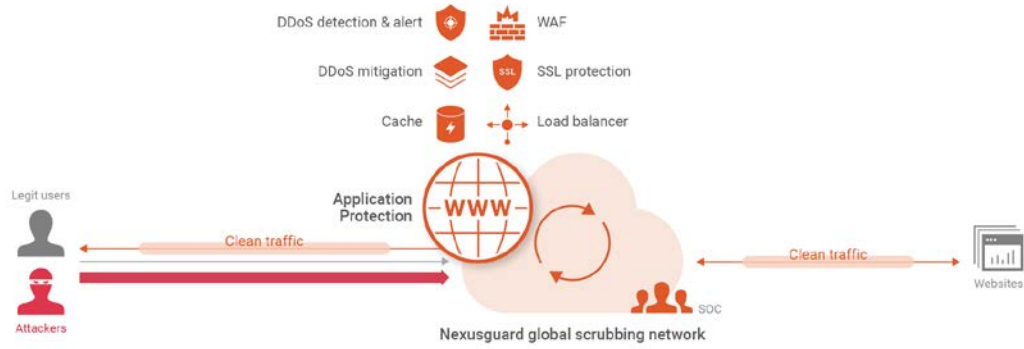 DDoS detection & alert
WAF
DDoS mitigation
SSL
SSL protection
Cache
Load balancer
Application
Protection
WWW
Legit users
Clean traffic
Clean traffic
Attackers
Websites
SOC
Nexusguard global scrubbing network